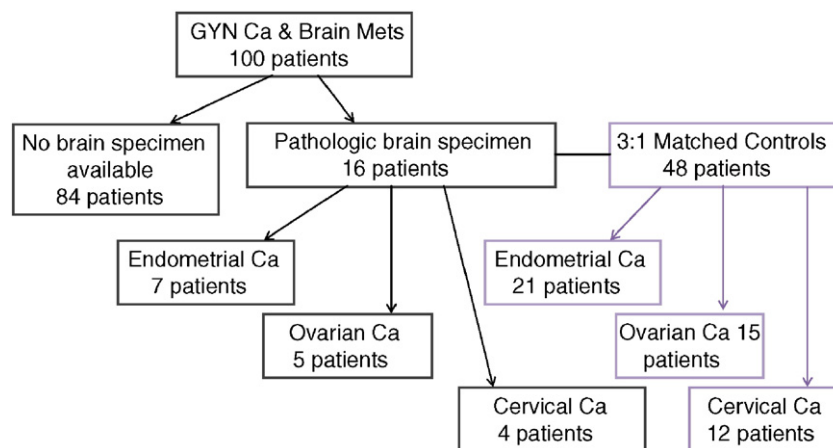 GYN Ca & Brain Mets
100 patients
No brain specimen
available
84 patients
Pathologic brain specimen
16 patients
3:1 Matched Controls
48 patients
Endometrial Ca
7 patients
Endometrial Ca
21 patients
Ovarian Ca
5 patients
Ovarian Ca 15
patients
Cervical Ca
4 patients
Cervical Ca
12 patients